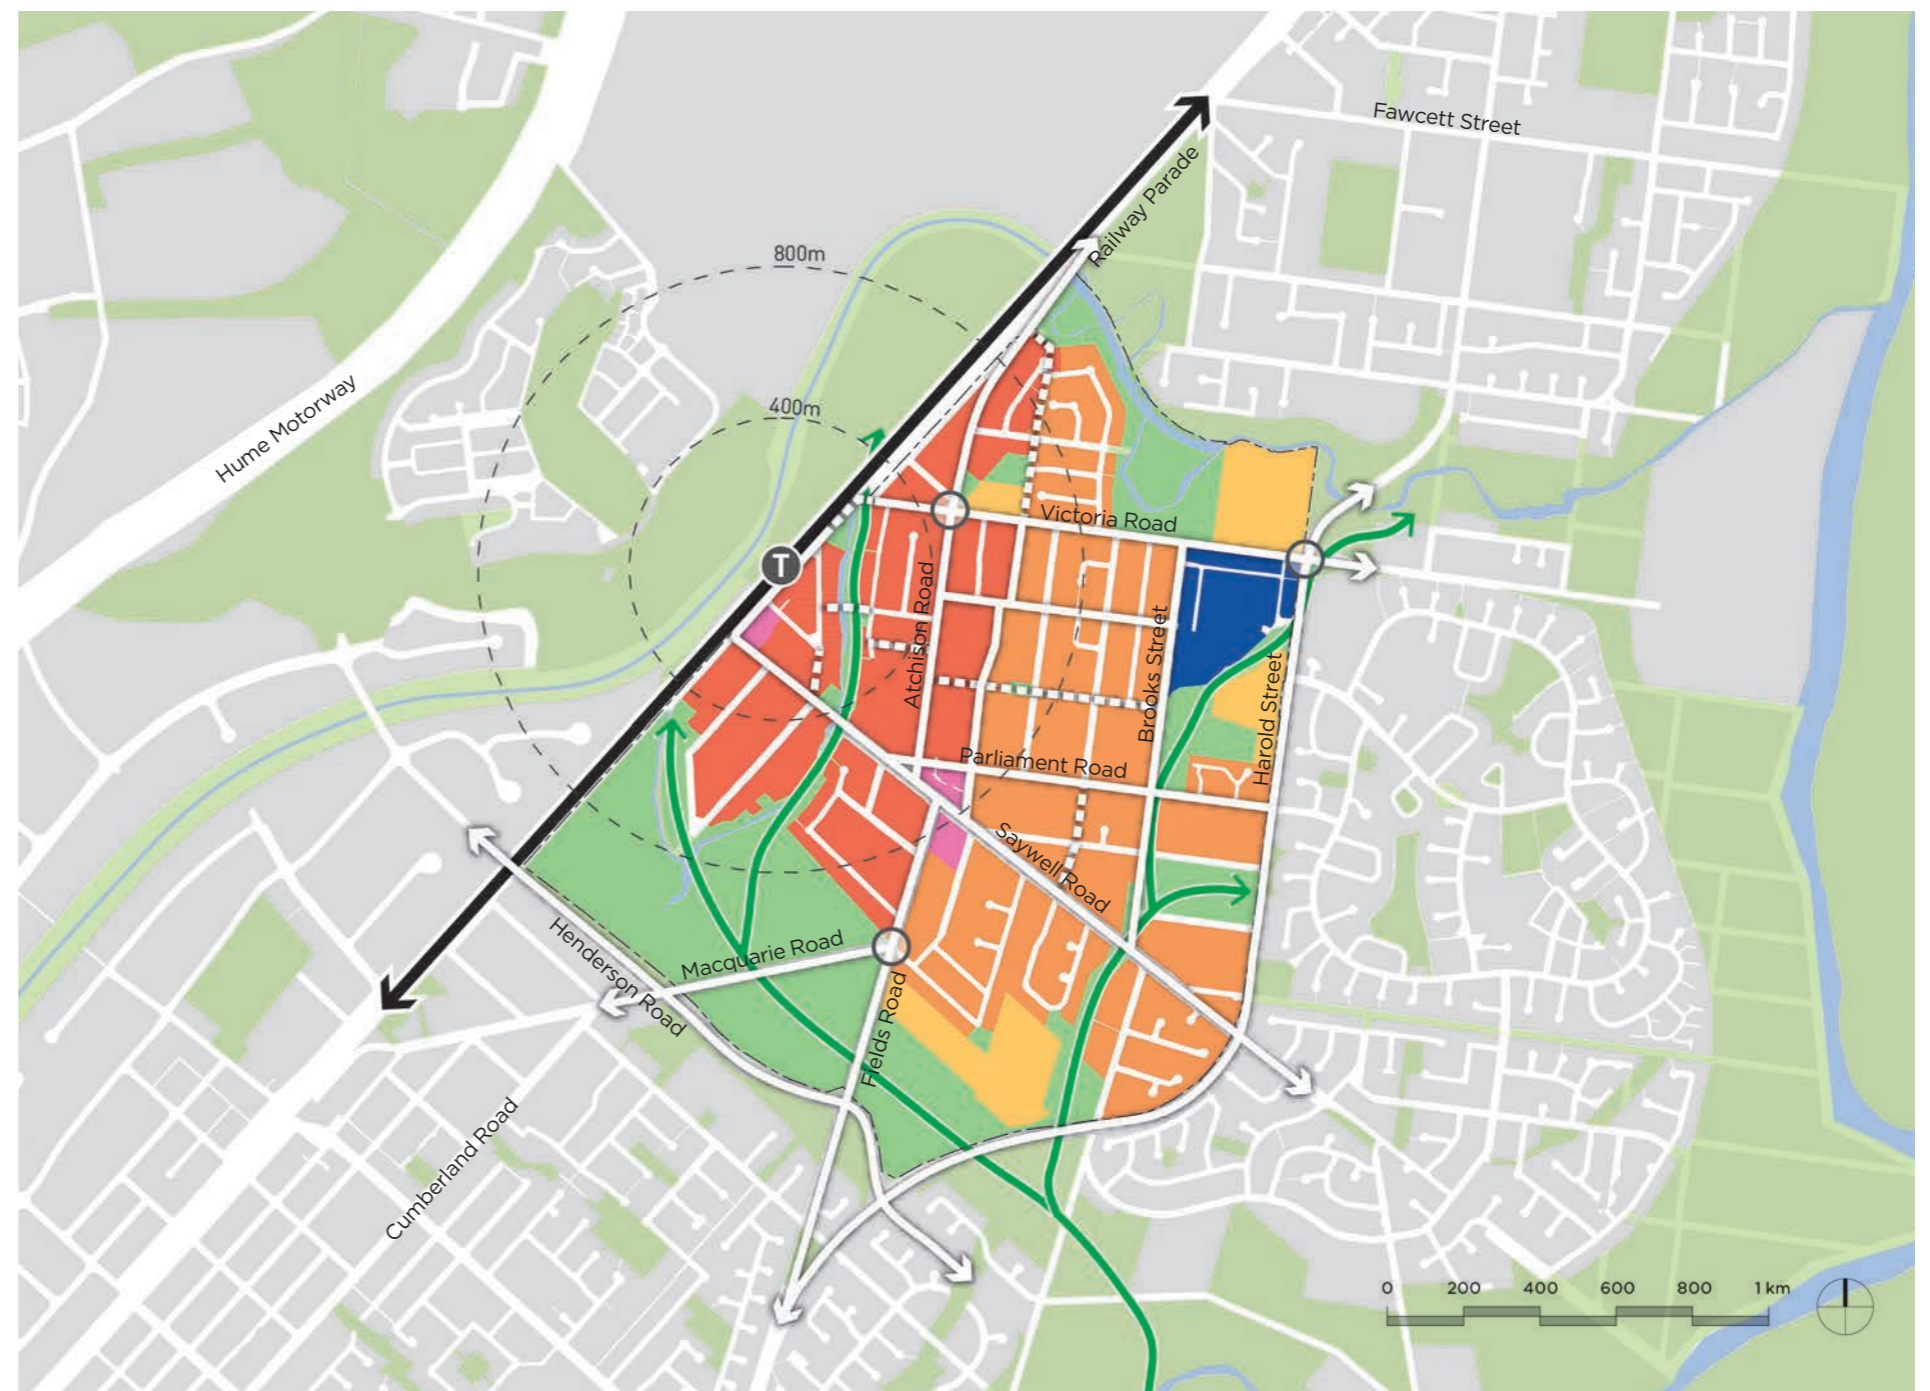 Fawcett Street
Railway Parade
800m
400m
Hume Motorway
Victoria Road
T
Atchison Road
Brooks Street
Harold Street
Parliament Road
Saywell Road
Macquarie Road
Henderson Road
Fields Road
Cumberland Road
0 200 400 600 800 1 km